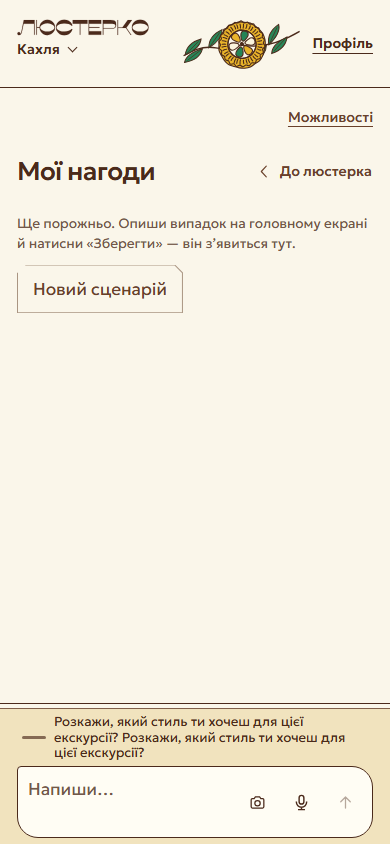 ЛЮСТЕРКО
Кахля
Профіль
Можливості
Мої нагоди
До люстерка
Ще порожньо. Опиши випадок на головному екрані
й натисни «Зберегти» — він з’явиться тут.
Новий сценарій
Розкажи, який стиль ти хочеш для цієї
екскурсії? Розкажи, який стиль ти хочеш для
цієї екскурсії?
Напиши...